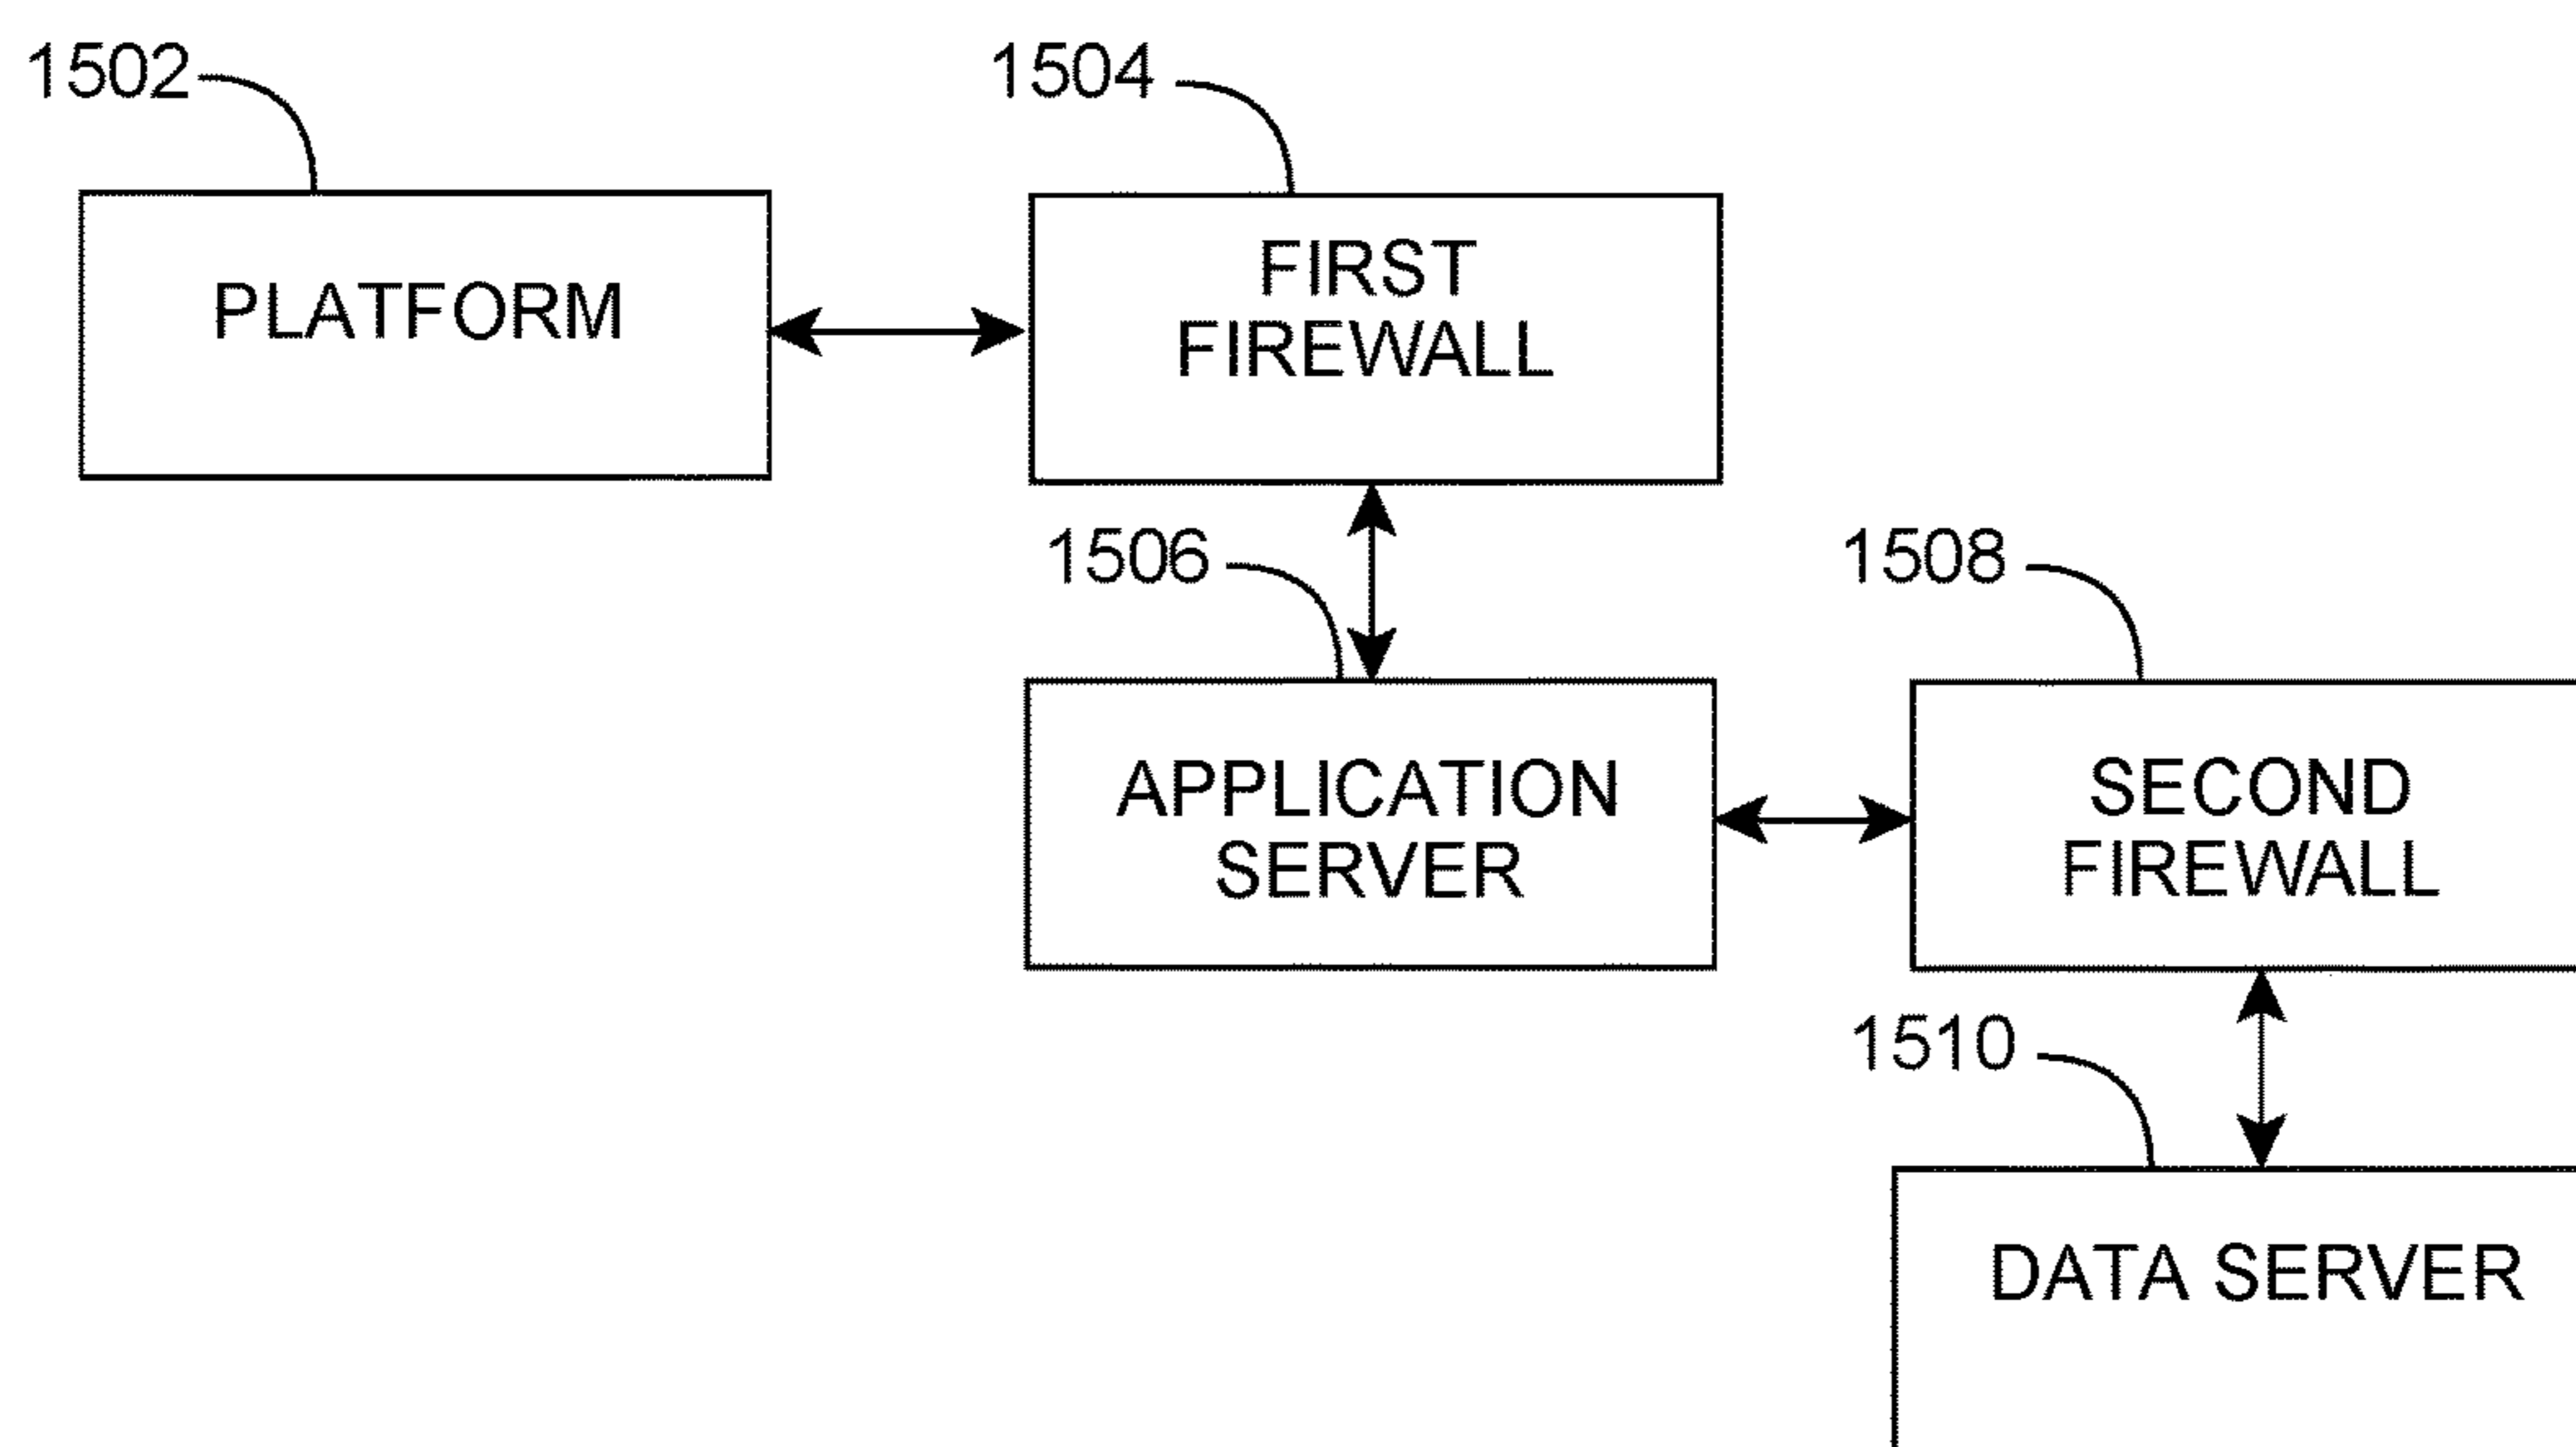 1502
1504
PLATFORM
FIRST
FIREWALL
1506
1508
APPLICATION
SERVER
SECOND
FIREWALL
1510
DATA SERVER